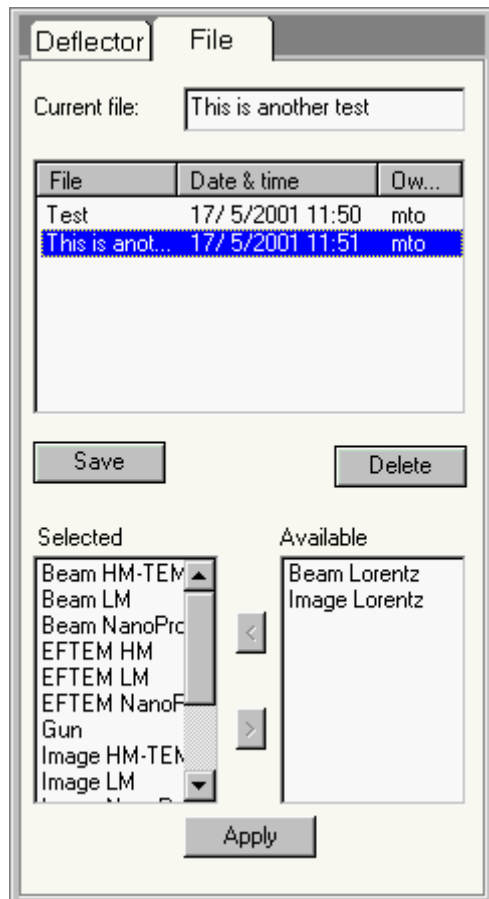 Deflector File
Current file: This is another test
File Date & time Ow...
Test 17/ 5/2001 11:50 mto
This is anot... 17/ 5/2001 11:51 mto
Save Delete
Selected Available
Beam HM-TEM Beam Lorentz
Beam LM Image Lorentz
Beam NanoPro
EFTEM HM
EFTEM LM
EFTEM NanoF
Gun
Image HM-TEM
Image LM
< 
>
Apply